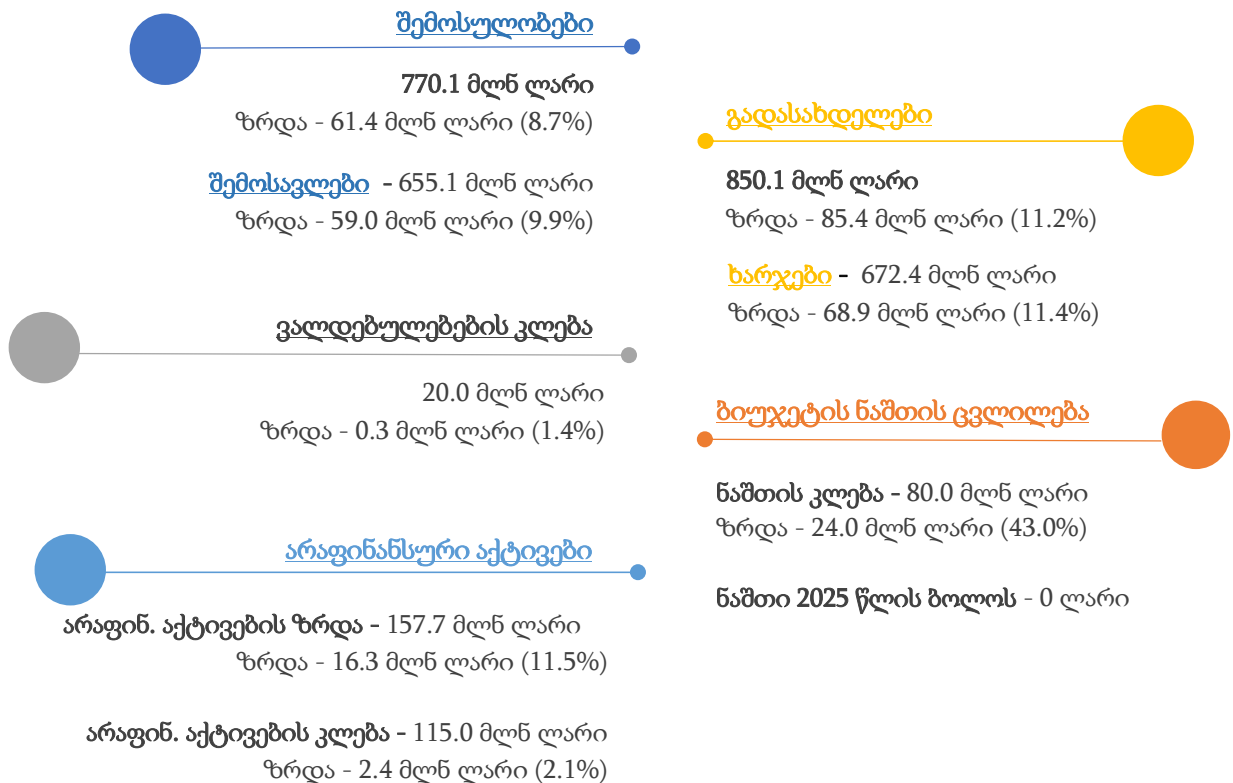 შემოსულობები
770.1 მლნ ლარი
ზრდა - 61.4 მლნ ლარი (8.7%)
შემოსავლები - 655.1 მლნ ლარი
ზრდა - 59.0 მლნ ლარი (9.9%)
ვალდებულებების კლება
20.0 მლნ ლარი
ზრდა - 0.3 მლნ ლარი (1.4%)
არაფინანსური აქტივები
არაფინ. აქტივების ზრდა - 157.7 მლნ ლარი
ზრდა - 16.3 მლნ ლარი (11.5%)
არაფინ. აქტივების კლება - 115.0 მლნ ლარი
ზრდა - 2.4 მლნ ლარი (2.1%)
გადასახდელები
850.1 მლნ ლარი
ზრდა - 85.4 მლნ ლარი (11.2%)
ხარჯები - 672.4 მლნ ლარი
ზრდა - 68.9 მლნ ლარი (11.4%)
ბიუჯეტის ნაშთის ცვლილება
ნაშთის კლება - 80.0 მლნ ლარი
ზრდა - 24.0 მლნ ლარი (43.0%)
ნაშთი 2025 წლის ბოლოს - 0 ლარი